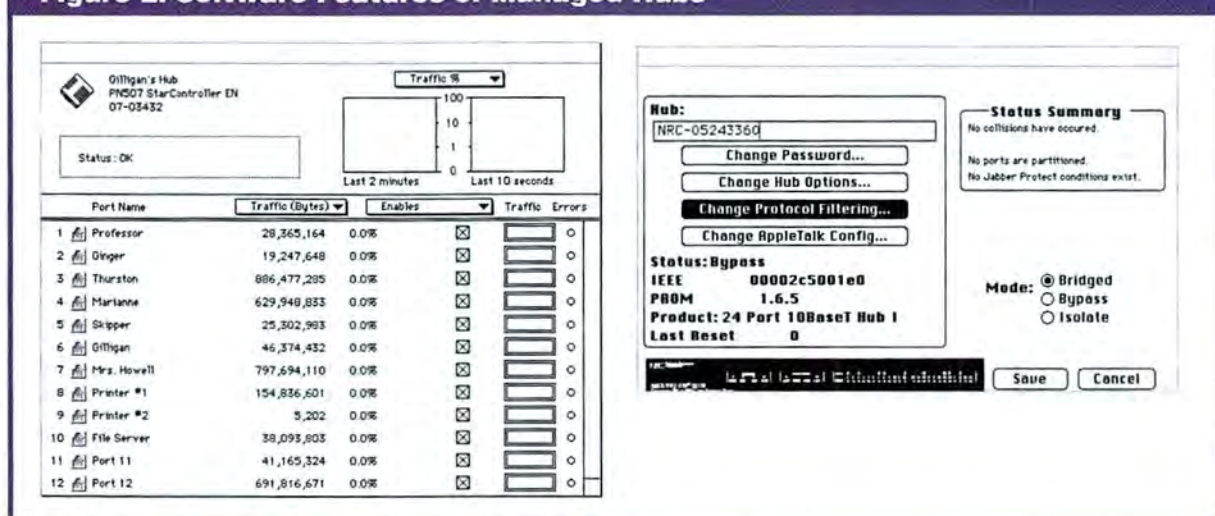 Figure 2: Software Features of Managed Hubs
Gilligan's Hub
PN507 StarController EN
07-03432
Traffic %
Status: OK
100
10
1
0
Last 2 minutes
Last 10 seconds
Port Name Traffic (Bytes) Enables Traffic Errors
1 Professor 28,365,164 0.0%
2 Ginger 19,247,648 0.0%
3 Thurston 886,477,285 0.0%
4 Marianne 629,948,833 0.0%
5 Skipper 25,302,983 0.0%
6 Gilligan 46,374,432 0.0%
7 Mrs. Howell 797,694,110 0.0%
8 Printer #1 154,836,601 0.0%
9 Printer #2 5,202 0.0%
10 File Server 38,093,803 0.0%
11 Port 11 41,165,324 0.0%
12 Port 12 691,816,671 0.0%
Hub:
NRC-05243360
Change Password...
Change Hub Options...
Change Protocol Filtering...
Change AppleTalk Config...
Status: Bypass
IEEE 00002c5001e0
PROM 1.6.5
Product: 24 Port 10BaseT Hub I
Last Reset 0
Status Summary
No collisions have occured.
No ports are partitioned.
No Jabber Protect conditions exist.
Mode: Bridged
Bypass
Isolate
Save
Cancel